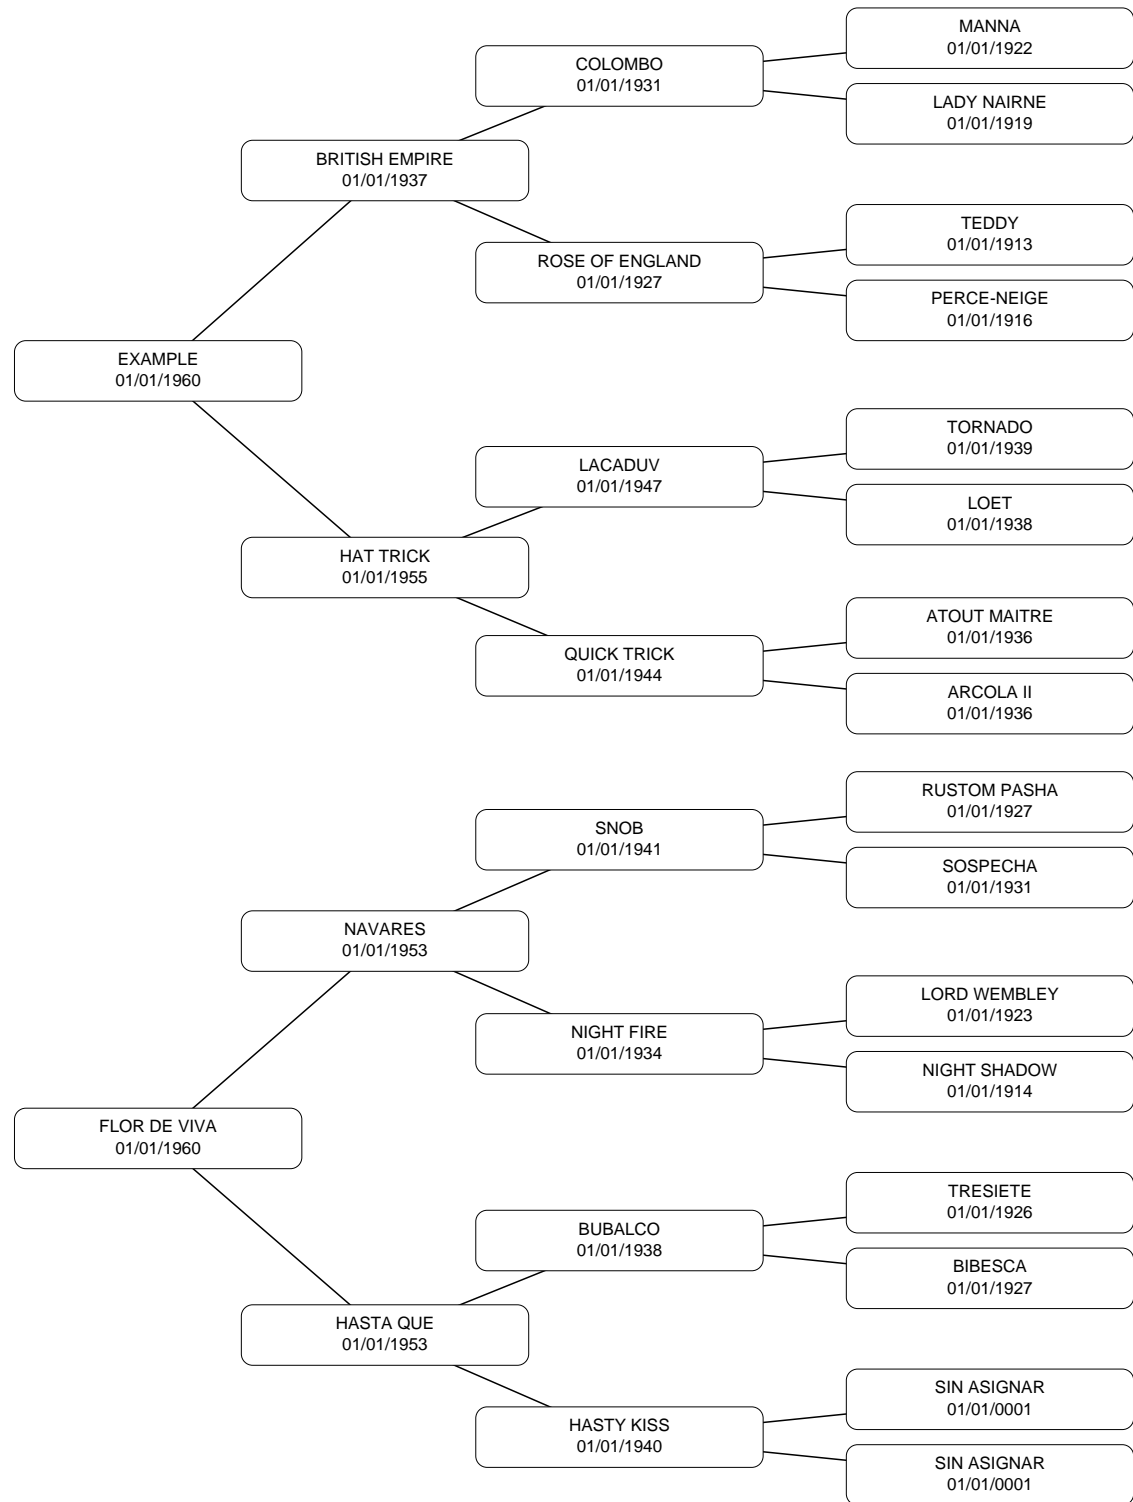 MANNA
01/01/1922
COLOMBO
01/01/1931
LADY NAIRNE
01/01/1919
BRITISH EMPIRE
01/01/1937
TEDDY
01/01/1913
ROSE OF ENGLAND
01/01/1927
PERCE-NEIGE
01/01/1916
EXAMPLE
01/01/1960
TORNADO
01/01/1939
LACADUV
01/01/1947
LOET
01/01/1938
HAT TRICK
01/01/1955
ATOUT MAITRE
01/01/1936
QUICK TRICK
01/01/1944
ARCOLA II
01/01/1936
RUSTOM PASHA
01/01/1927
SNOB
01/01/1941
SOSPECHA
01/01/1931
NAVARES
01/01/1953
LORD WEMBLEY
01/01/1923
NIGHT FIRE
01/01/1934
NIGHT SHADOW
01/01/1914
FLOR DE VIVA
01/01/1960
TRESIETE
01/01/1926
BUBALCO
01/01/1938
BIBESCA
01/01/1927
HASTA QUE
01/01/1953
SIN ASIGNAR
01/01/0001
HASTY KISS
01/01/1940
SIN ASIGNAR
01/01/0001